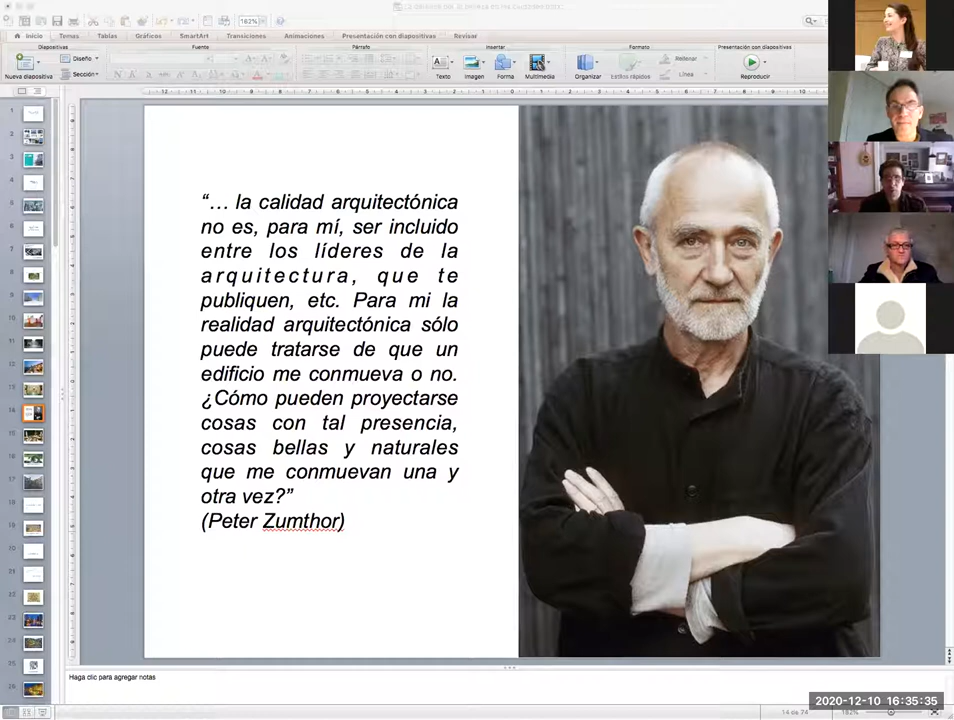 182%
Inicio Temas Tablas Gráficos SmartArt Transiciones Animaciones Presentación con diapositivas Revisar
Diapositivas Fuente Párrafo Insertar Formato Presentación con diapositivas
Nueva diapositiva Diseño Sección Texto Imagen Forma Multimedia Organizar Estilos rápidos Rellenar Línea Reproducir
“… la calidad arquitectónica
no es, para mí, ser incluido
entre los líderes de la
arquitectura, que te
publiquen, etc. Para mi la
realidad arquitectónica sólo
puede tratarse de que un
edificio me conmueva o no.
¿Cómo pueden proyectarse
cosas con tal presencia,
cosas bellas y naturales
que me conmuevan una y
otra vez?”
(Peter Zumthor)
Haga clic para agregar notas
2020-12-10 16:35:35
14 de 74
182%